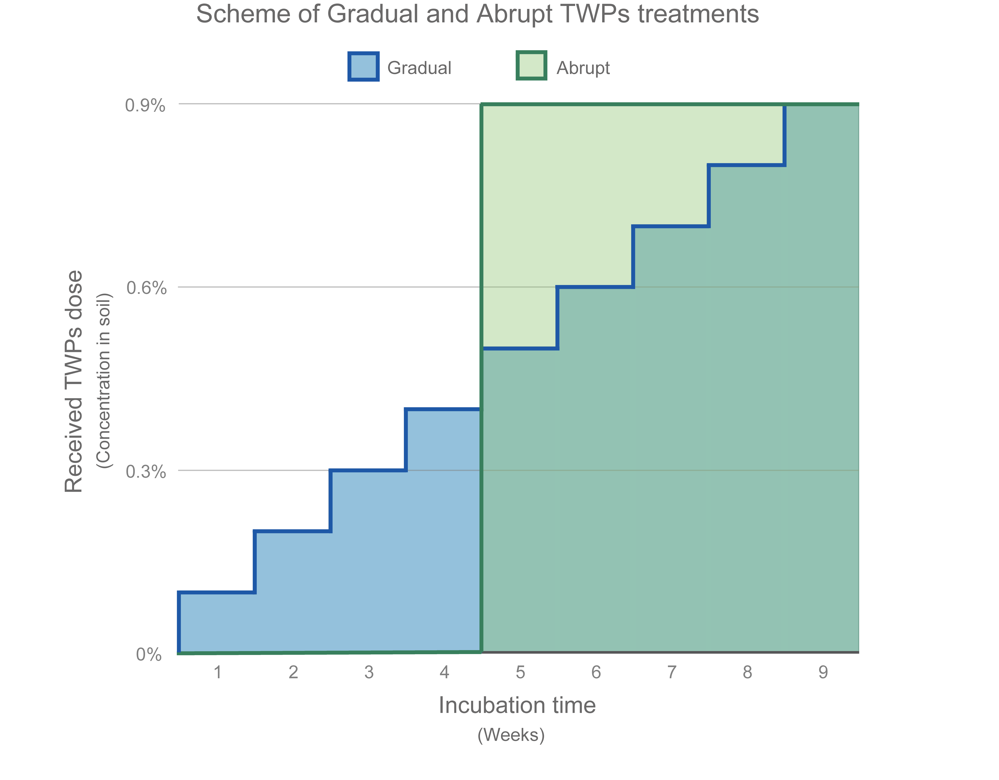 Scheme of Gradual and Abrupt TWPs treatments
Gradual
Abrupt
0.9%
0.6%
0.3%
0%
Received TWPs dose
(Concentration in soil)
1 2 3 4 5 6 7 8 9
Incubation time
(Weeks)